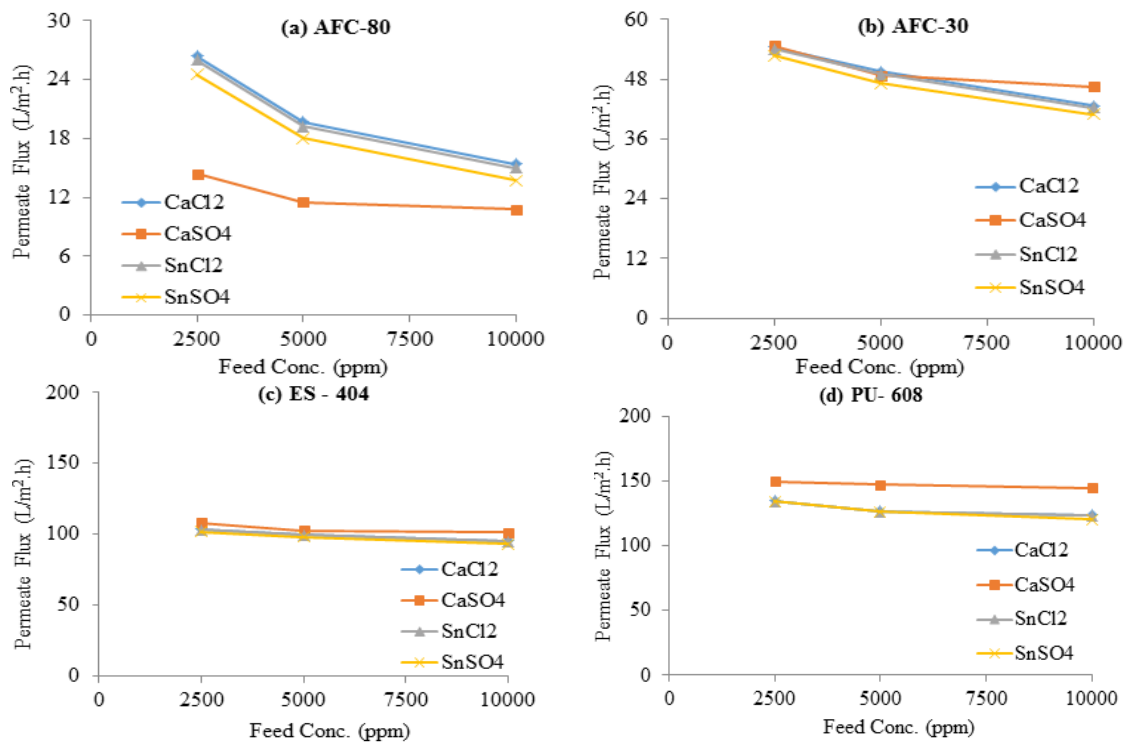 (a) AFC-80
Permeate Flux (L/m².h)
30
24
18
12
6
0
CaCl2
CaSO4
SnCl2
SnSO4
0 2500 5000 7500 10000
Feed Conc. (ppm)
(b) AFC-30
Permeate Flux (L/m².h)
60
48
36
24
12
0
CaCl2
CaSO4
SnCl2
SnSO4
0 2500 5000 7500 10000
Feed Conc. (ppm)
(c) ES - 404
Permeate Flux (L/m².h)
200
150
100
50
0
CaCl2
CaSO4
SnCl2
SnSO4
0 2500 5000 7500 10000
Feed Conc. (ppm)
(d) PU- 608
Permeate Flux (L/m².h)
200
150
100
50
0
CaCl2
CaSO4
SnCl2
SnSO4
0 2500 5000 7500 10000
Feed Conc. (ppm)